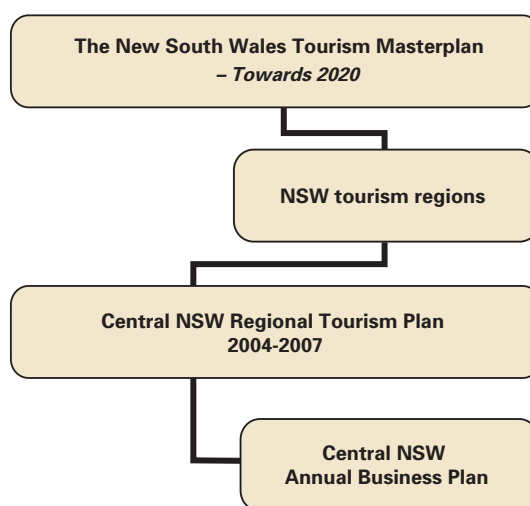 The New South Wales Tourism Masterplan
– Towards 2020
NSW tourism regions
Central NSW Regional Tourism Plan
2004-2007
Central NSW
Annual Business Plan